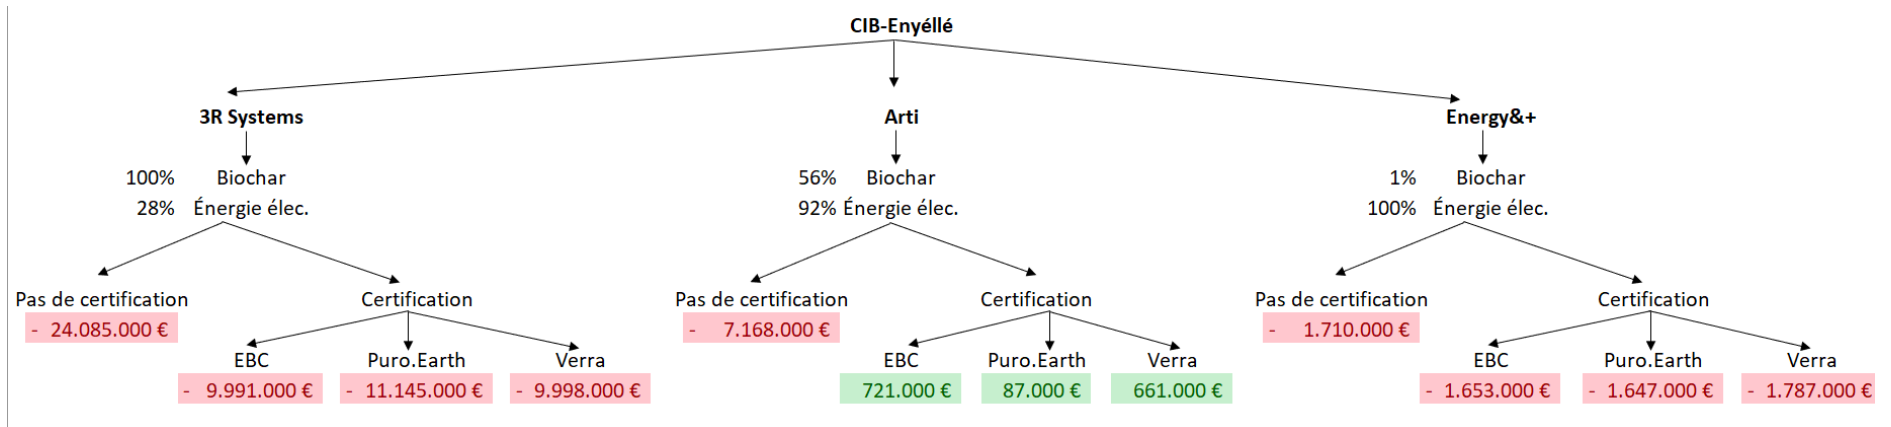 CIB-Enyéllé
3R Systems Arti Energy&+
100% Biochar 56% Biochar 1% Biochar
28% Énergie élec. 92% Énergie élec. 100% Énergie élec.
Pas de certification Certification Pas de certification Certification Pas de certification Certification
- 24.085.000 € - 7.168.000 € - 1.710.000 €
EBC Puro.Earth Verra EBC Puro.Earth Verra EBC Puro.Earth Verra
- 9.991.000 € - 11.145.000 € - 9.998.000 € 721.000 € 87.000 € 661.000 € - 1.653.000 € - 1.647.000 € - 1.787.000 €